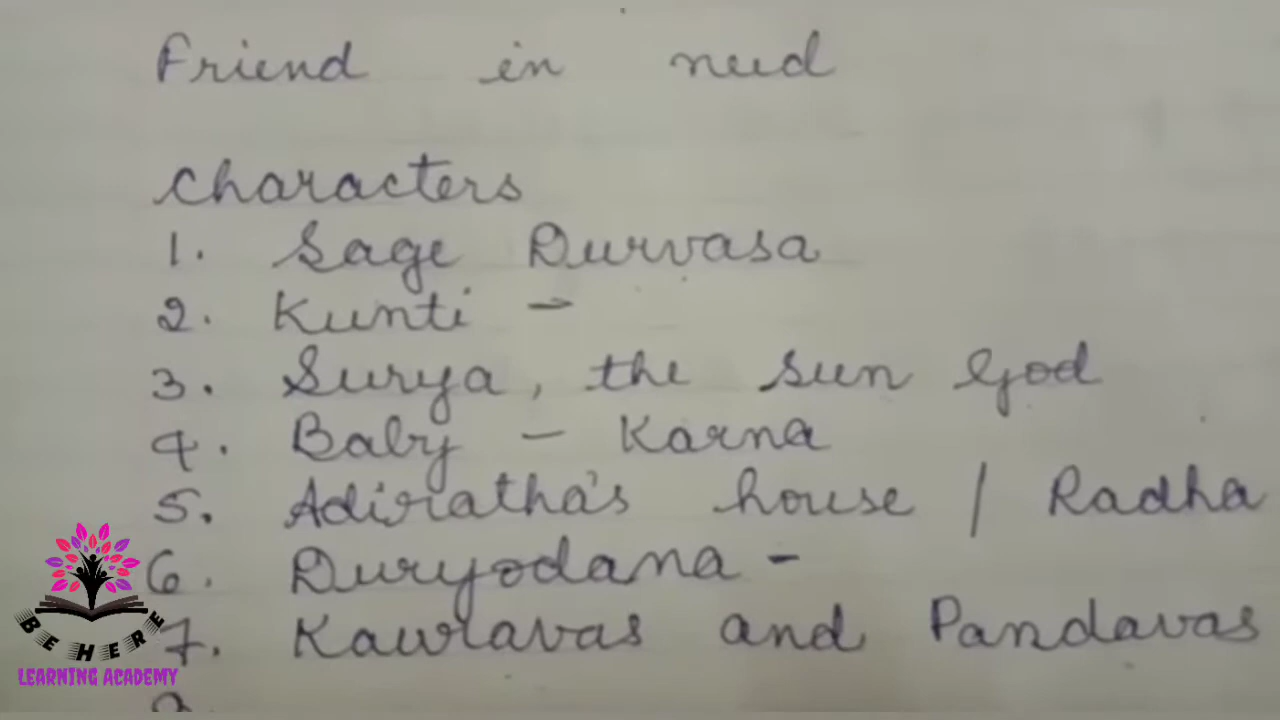 Friend in need
Characters
1. Sage Durvasa
2. Kunti -
3. Surya, the Sun God
4. Baby - Karna
5. Adiratha's house / Radha
6. Duryodana -
7. Kauravas and Pandavas
BE HERE
LEARNING ACADEMY